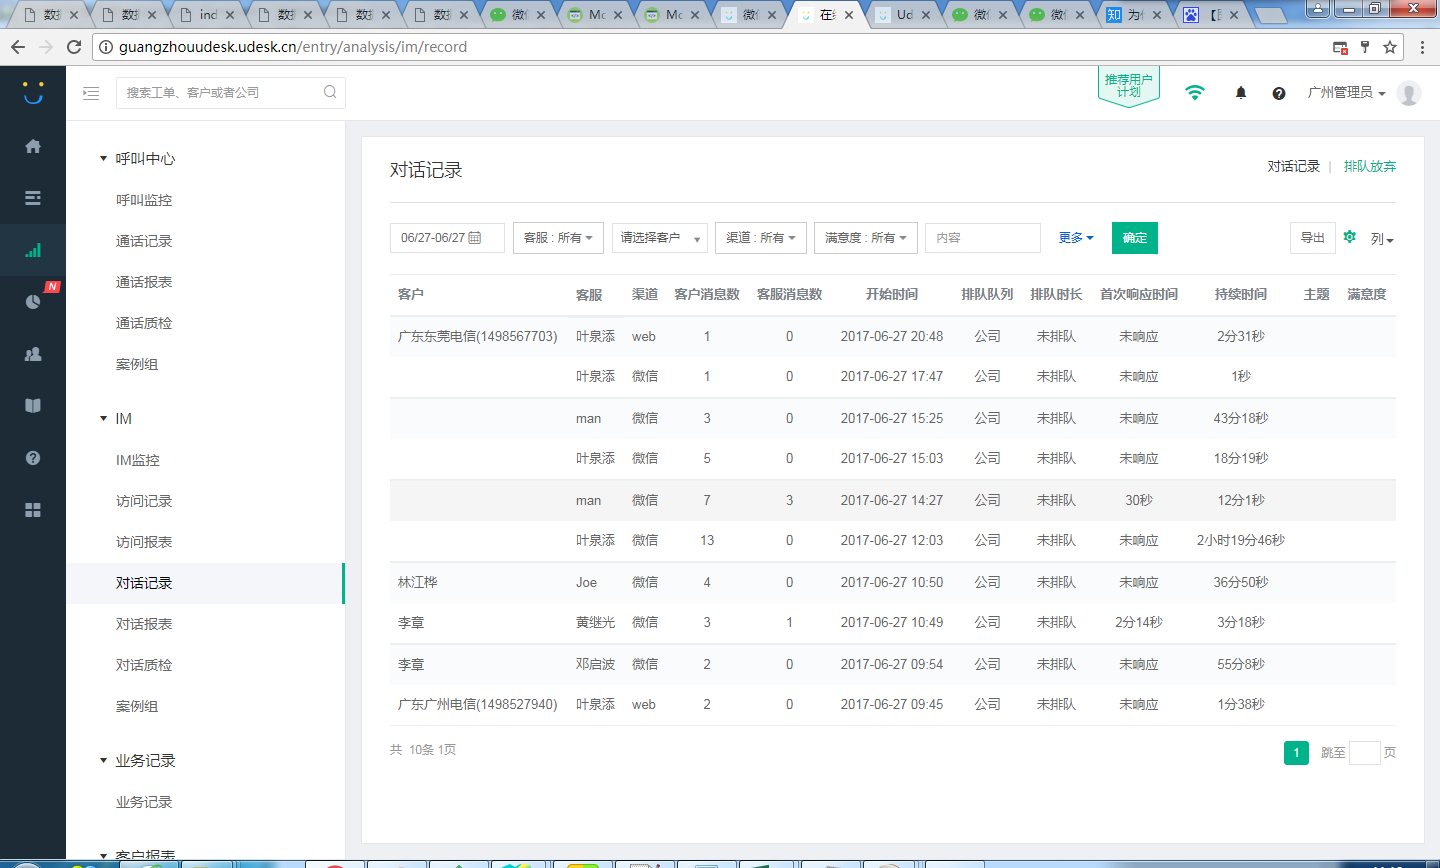 数
数
ind
数
数
数
微信
Mo
Mo
微信
在线
Ud
微信
微信
知 为什
【
guangzhouudesk.udesk.cn/entry/analysis/im/record
搜索工单、客户或者公司
推荐用户
计划
广州管理员
N
呼叫中心
呼叫监控
通话记录
通话报表
通话质检
案例组
IM
IM监控
访问记录
访问报表
对话记录
对话报表
对话质检
案例组
业务记录
业务记录
客户报表
对话记录
对话记录 | 排队放弃
06/27-06/27 客服 : 所有 请选择客户 渠道 : 所有 满意度 : 所有 内容 更多 确定 导出 列
客户 客服 渠道 客户消息数 客服消息数 开始时间 排队队列 排队时长 首次响应时间 持续时间 主题 满意度
广东东莞电信(1498567703) 叶泉添 web 1 0 2017-06-27 20:48 公司 未排队 未响应 2分31秒
叶泉添 微信 1 0 2017-06-27 17:47 公司 未排队 未响应 1秒
man 微信 3 0 2017-06-27 15:25 公司 未排队 未响应 43分18秒
叶泉添 微信 5 0 2017-06-27 15:03 公司 未排队 未响应 18分19秒
man 微信 7 3 2017-06-27 14:27 公司 未排队 30秒 12分1秒
叶泉添 微信 13 0 2017-06-27 12:03 公司 未排队 未响应 2小时19分46秒
林江桦 Joe 微信 4 0 2017-06-27 10:50 公司 未排队 未响应 36分50秒
李章 黄继光 微信 3 1 2017-06-27 10:49 公司 未排队 2分14秒 3分18秒
李章 邓启波 微信 2 0 2017-06-27 09:54 公司 未排队 未响应 55分8秒
广东广州电信(1498527940) 叶泉添 web 2 0 2017-06-27 09:45 公司 未排队 未响应 1分38秒
共 10条 1页
1 跳至 页